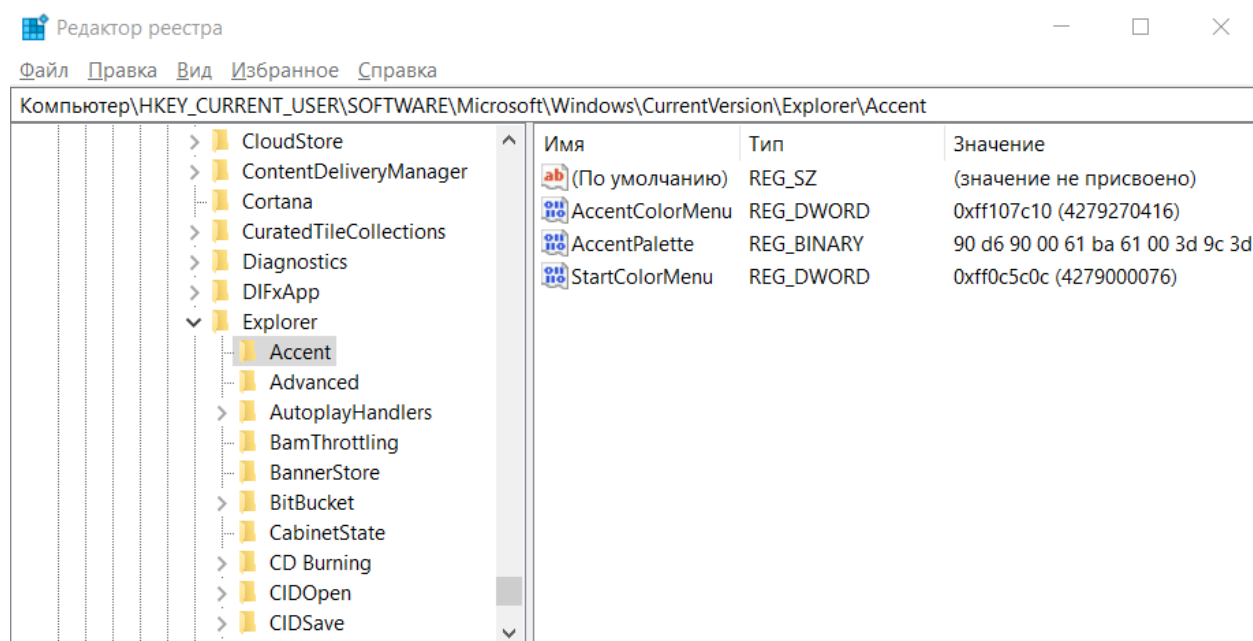 Редактор реестра
Файл Правка Вид Избранное Справка
Компьютер\HKEY_CURRENT_USER\SOFTWARE\Microsoft\Windows\CurrentVersion\Explorer\Accent
CloudStore
ContentDeliveryManager
Cortana
CuratedTileCollections
Diagnostics
DIFxApp
Explorer
Accent
Advanced
AutoplayHandlers
BamThrottling
BannerStore
BitBucket
CabinetState
CD Burning
CIDOpen
CIDSave
Имя Тип Значение
ab (По умолчанию) REG_SZ (значение не присвоено)
AccentColorMenu REG_DWORD 0xff107c10 (4279270416)
AccentPalette REG_BINARY 90 d6 90 00 61 ba 61 00 3d 9c 3d
StartColorMenu REG_DWORD 0xff0c5c0c (4279000076)